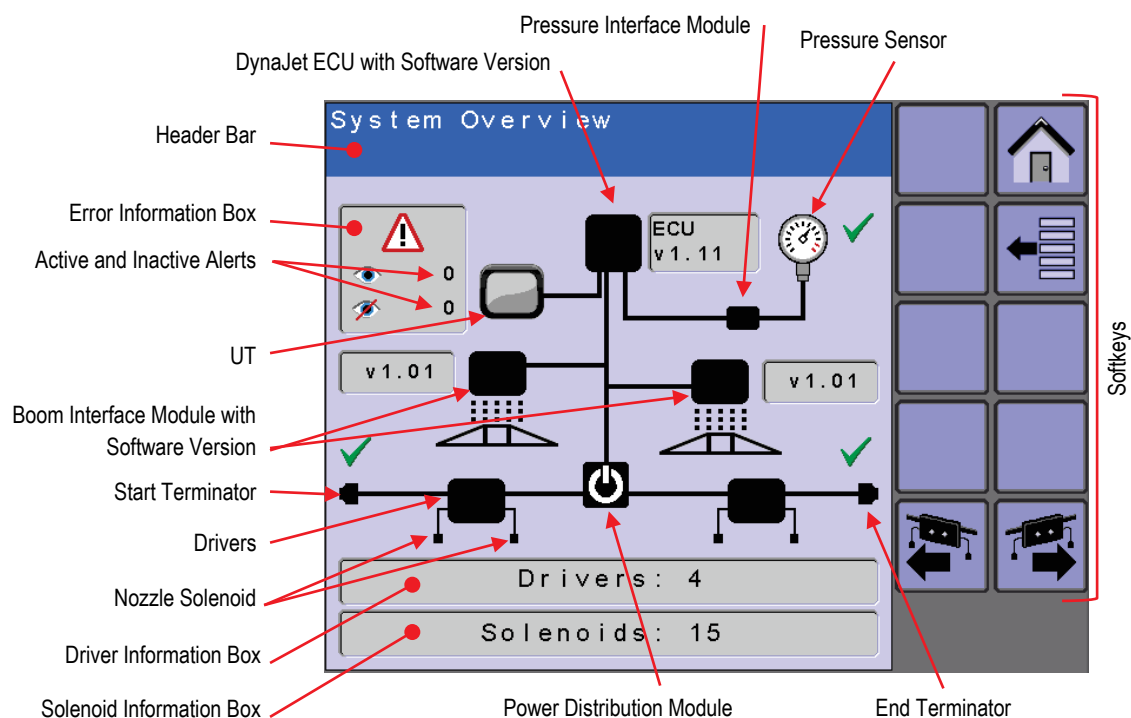 Pressure Interface Module
Pressure Sensor
DynaJet ECU with Software Version
System Overview
Header Bar
Error Information Box
ECU
v1.11
Active and Inactive Alerts
0
0
UT
v1.01
v1.01
Boom Interface Module with
Software Version
Softkeys
Start Terminator
Drivers
Nozzle Solenoid
Drivers: 4
Solenoids: 15
Driver Information Box
Solenoid Information Box
Power Distribution Module
End Terminator